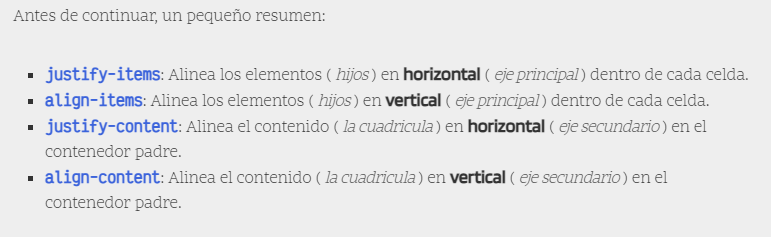 Antes de continuar, un pequeño resumen:
▪ justify-items: Alinea los elementos ( hijos ) en horizontal ( eje principal ) dentro de cada celda.
▪ align-items: Alinea los elementos ( hijos ) en vertical ( eje principal ) dentro de cada celda.
▪ justify-content: Alinea el contenido ( la cuadricula ) en horizontal ( eje secundario ) en el
contenedor padre.
▪ align-content: Alinea el contenido ( la cuadricula ) en vertical ( eje secundario ) en el
contenedor padre.